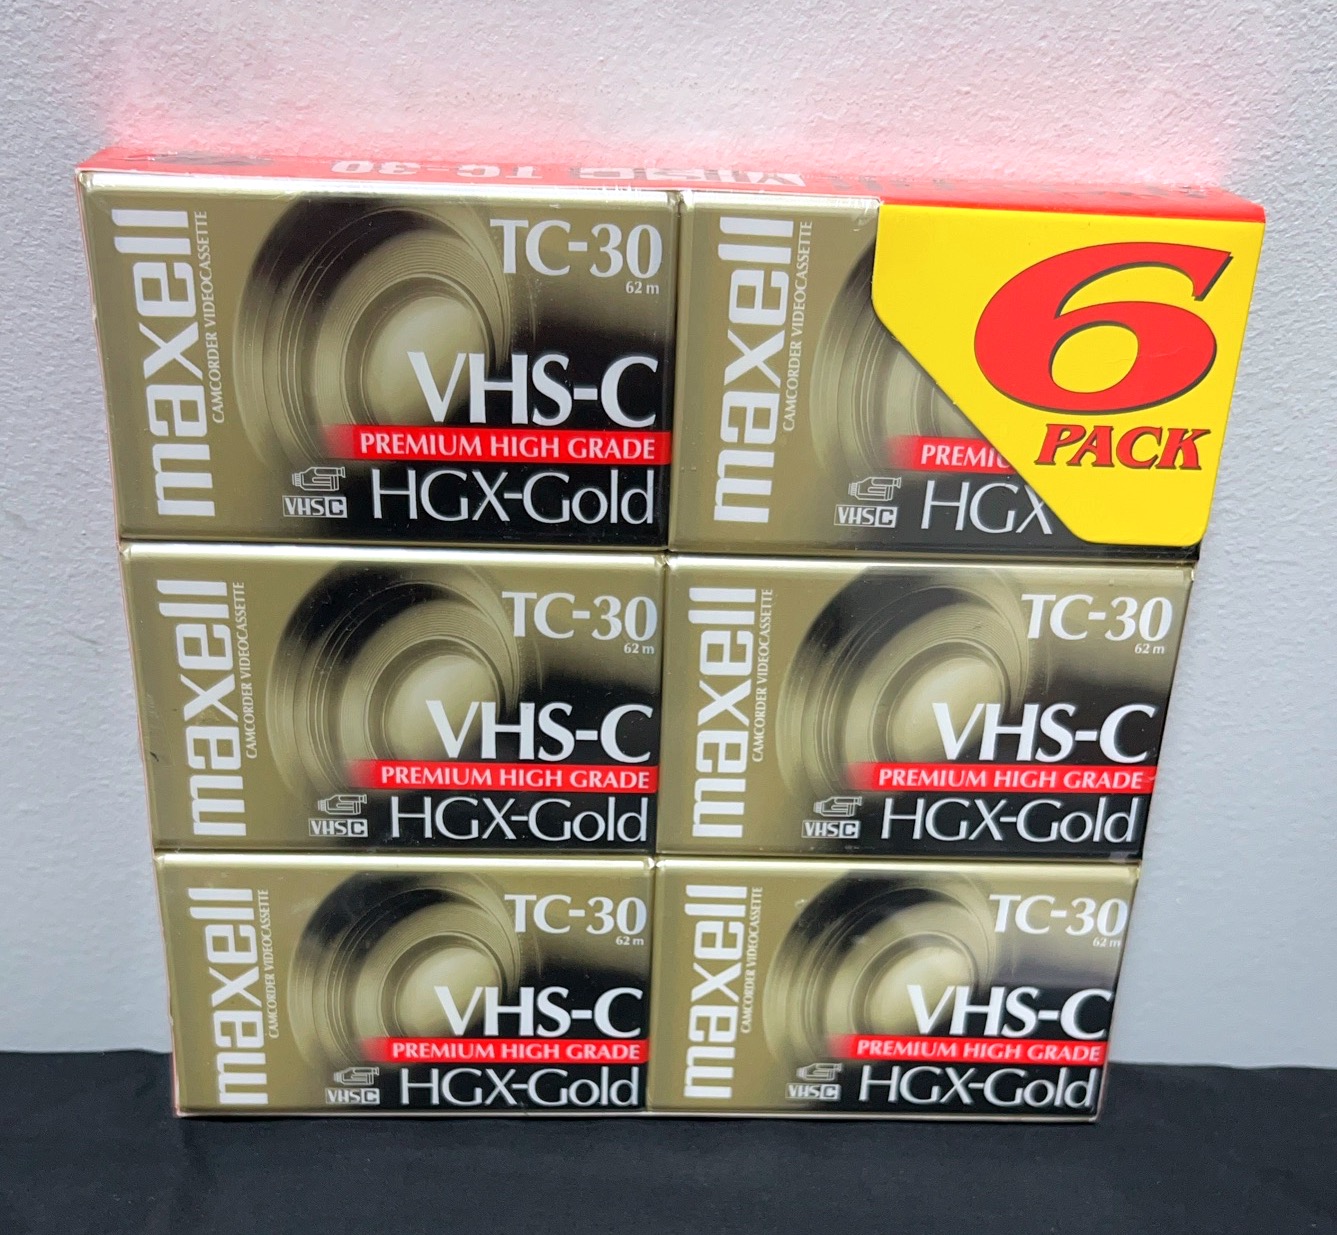 TC-30
maxell
CAMCORDER VIDEOCASSETTE
TC-30
62 m
VHS-C
PREMIUM HIGH GRADE
VHS C
HGX-Gold
maxell
CAMCORDER VIDEOCASSETTE
VHS C
HGX
6
PACK
maxell
CAMCORDER VIDEOCASSETTE
TC-30
62 m
VHS-C
PREMIUM HIGH GRADE
VHS C
HGX-Gold
maxell
CAMCORDER VIDEOCASSETTE
TC-30
62 m
VHS-C
PREMIUM HIGH GRADE
VHS C
HGX-Gold
maxell
CAMCORDER VIDEOCASSETTE
TC-30
62 m
VHS-C
PREMIUM HIGH GRADE
VHS C
HGX-Gold
maxell
CAMCORDER VIDEOCASSETTE
TC-30
62 m
VHS-C
PREMIUM HIGH GRADE
VHS C
HGX-Gold